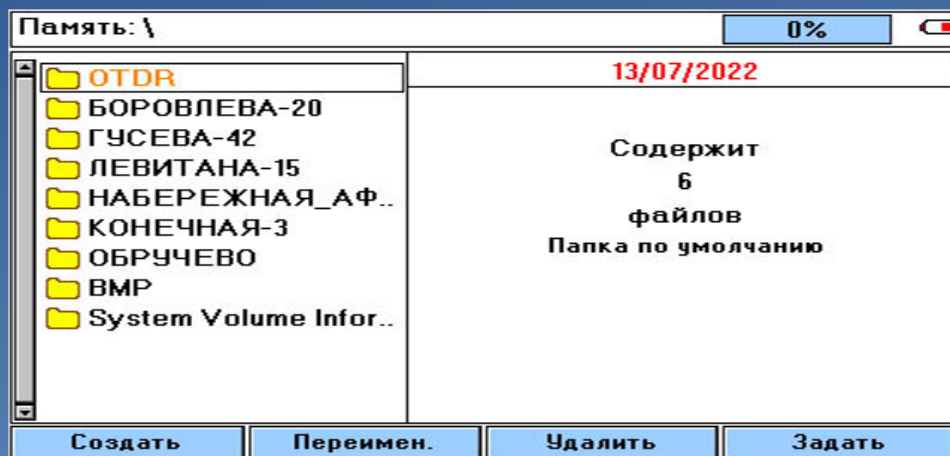 Память: \
0%
OTDR
БОРОВЛЕВА-20
ГУСЕВА-42
ЛЕВИТАНА-15
НАБЕРЕЖНАЯ_АФ..
КОНЕЧНАЯ-3
ОБРУЧЕВО
BMP
System Volume Infor..
13/07/2022
Содержит
6
файлов
Папка по умолчанию
Создать
Переимен.
Удалить
Задать